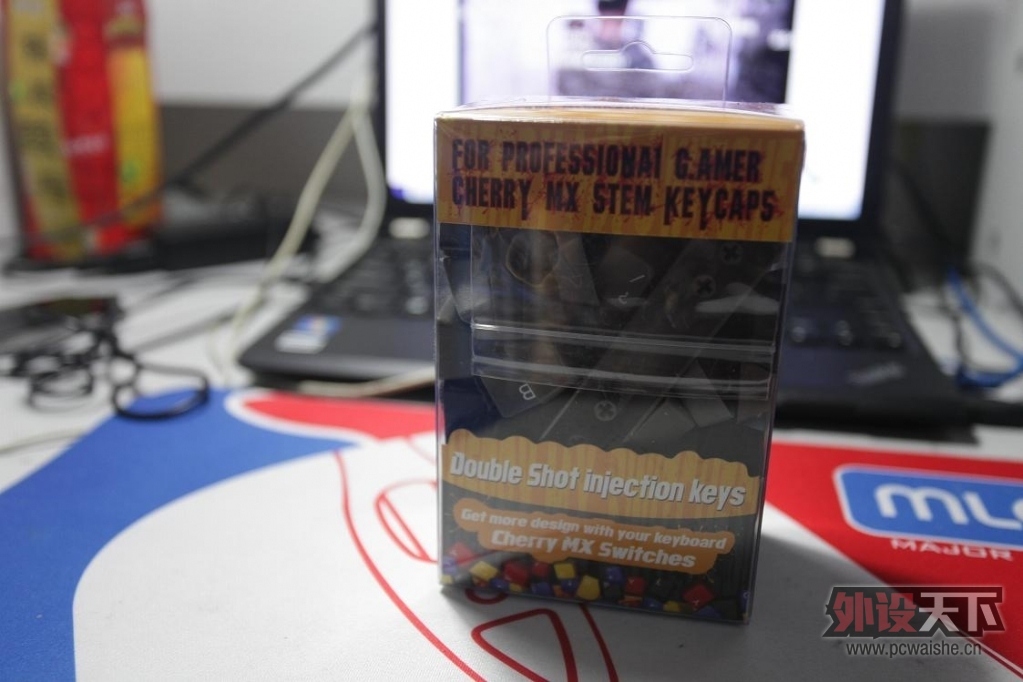 FOR PROFESSIONAl G.AMER
CHERRY MX STEM KEYCAPS
B
Double Shot injection keys
Get more design with your keyboard
Cherry MX Switches
MLG
MAJOR
外设天下
www.pcwaishe.cn